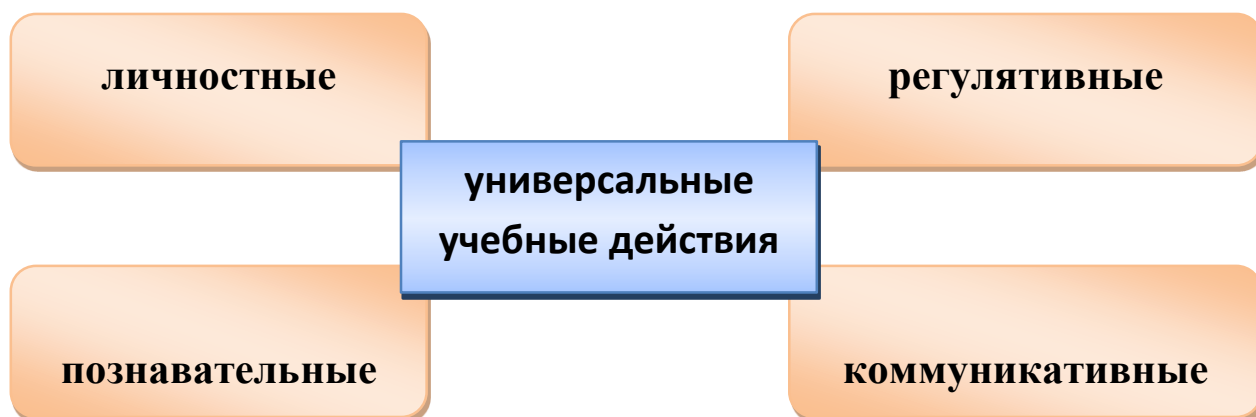 личностные
регулятивные
универсальные
учебные действия
познавательные
коммуникативные